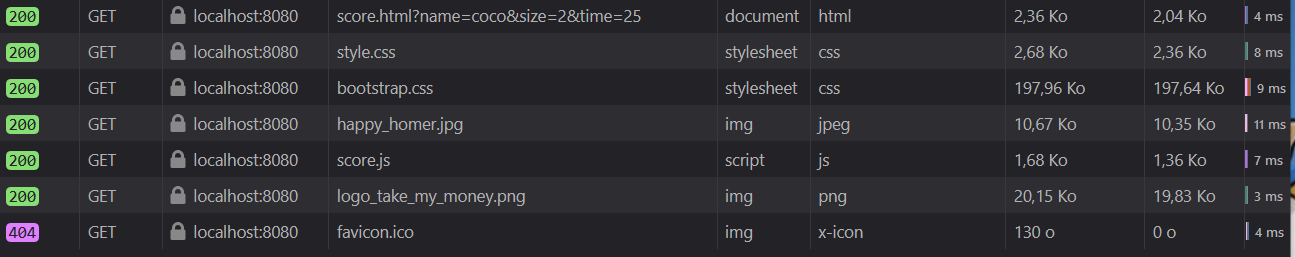 200 GET localhost:8080 score.html?name=coco&size=2&time=25 document html 2,36 Ko 2,04 Ko 4 ms
200 GET localhost:8080 style.css stylesheet css 2,68 Ko 2,36 Ko 8 ms
200 GET localhost:8080 bootstrap.css stylesheet css 197,96 Ko 197,64 Ko 9 ms
200 GET localhost:8080 happy_homer.jpg img jpeg 10,67 Ko 10,35 Ko 11 ms
200 GET localhost:8080 score.js script js 1,68 Ko 1,36 Ko 7 ms
200 GET localhost:8080 logo_take_my_money.png img png 20,15 Ko 19,83 Ko 3 ms
404 GET localhost:8080 favicon.ico img x-icon 130 o 0 o 4 ms